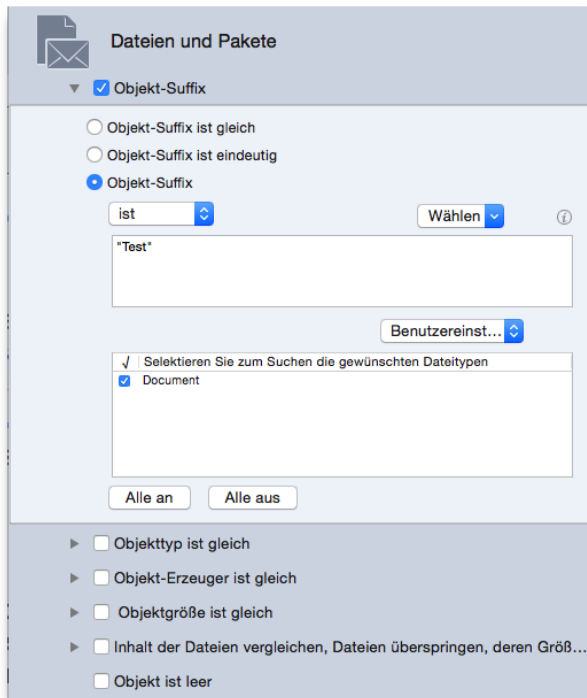 Dateien und Pakete
Objekt-Suffix
Objekt-Suffix ist gleich
Objekt-Suffix ist eindeutig
Objekt-Suffix
ist
Wählen
"Test"
Benutzereinst...
√ Selektieren Sie zum Suchen die gewünschten Dateitypen
Document
Alle an Alle aus
Objekttyp ist gleich
Objekt-Erzeuger ist gleich
Objektgröße ist gleich
Inhalt der Dateien vergleichen, Dateien überspringen, deren Größ...
Objekt ist leer